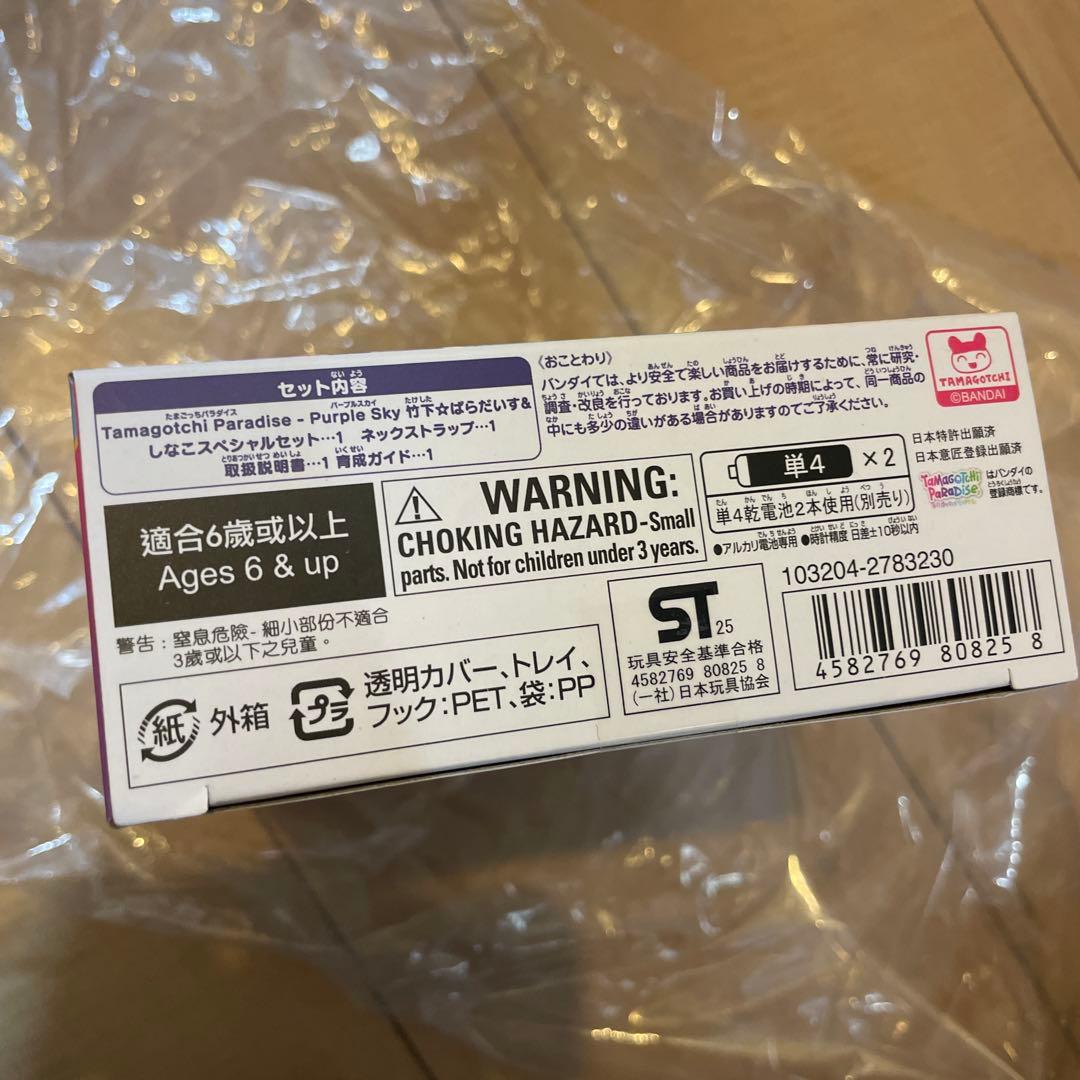 セット内容
Tamagotchi Paradise - Purple Sky 竹下☆ぱらだいす&
しなこスペシャルセット…1 ネックストラップ…1
取扱説明書…1 育成ガイド…1
〈おことわり〉
バンダイでは、より安全で楽しい商品をお届けするために、常に研究・
調査・改良を行っております。お買い上げの時期によって、同一商品の
中にも多少の違いがある場合がありますのでご了承ください。
TAMAGOTCHI
©BANDAI
適合6歳或以上
Ages 6 & up
WARNING:
CHOKING HAZARD-Small
parts. Not for children under 3 years.
単4 ×2
単4乾電池2本使用(別売り)
●アルカリ電池専用 ●時計精度 日差±10秒以内
日本特許出願済
日本意匠登録出願済
TAMAGOTCHI PARADISE はバンダイの
登録商標です。
警告：窒息危險-細小部份不適合
3歲或以下之兒童。
紙 外箱
プラ 透明カバー、トレイ、
フック:PET、袋:PP
ST 25
玩具安全基準合格
4582769 80825 8
(一社)日本玩具協会
103204-2783230
4582769 80825 8